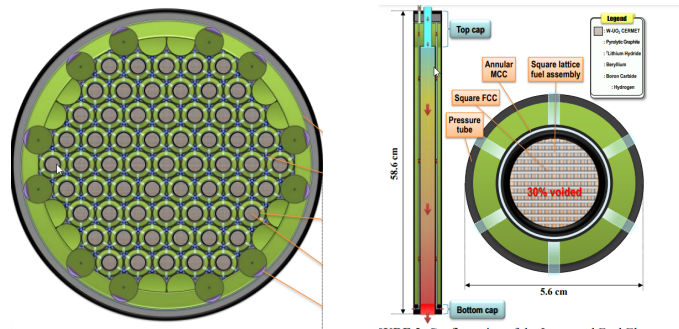 Legend
: W-UO₂ CERMET
: Pyrolytic Graphite
: ⁷Lithium Hydride
: Beryllium
: Boron Carbide
: Hydrogen
Top cap
Annular
MCC
Square lattice
fuel assembly
Square FCC
Pressure
tube
58.6 cm
30% voided
5.6 cm
Bottom cap